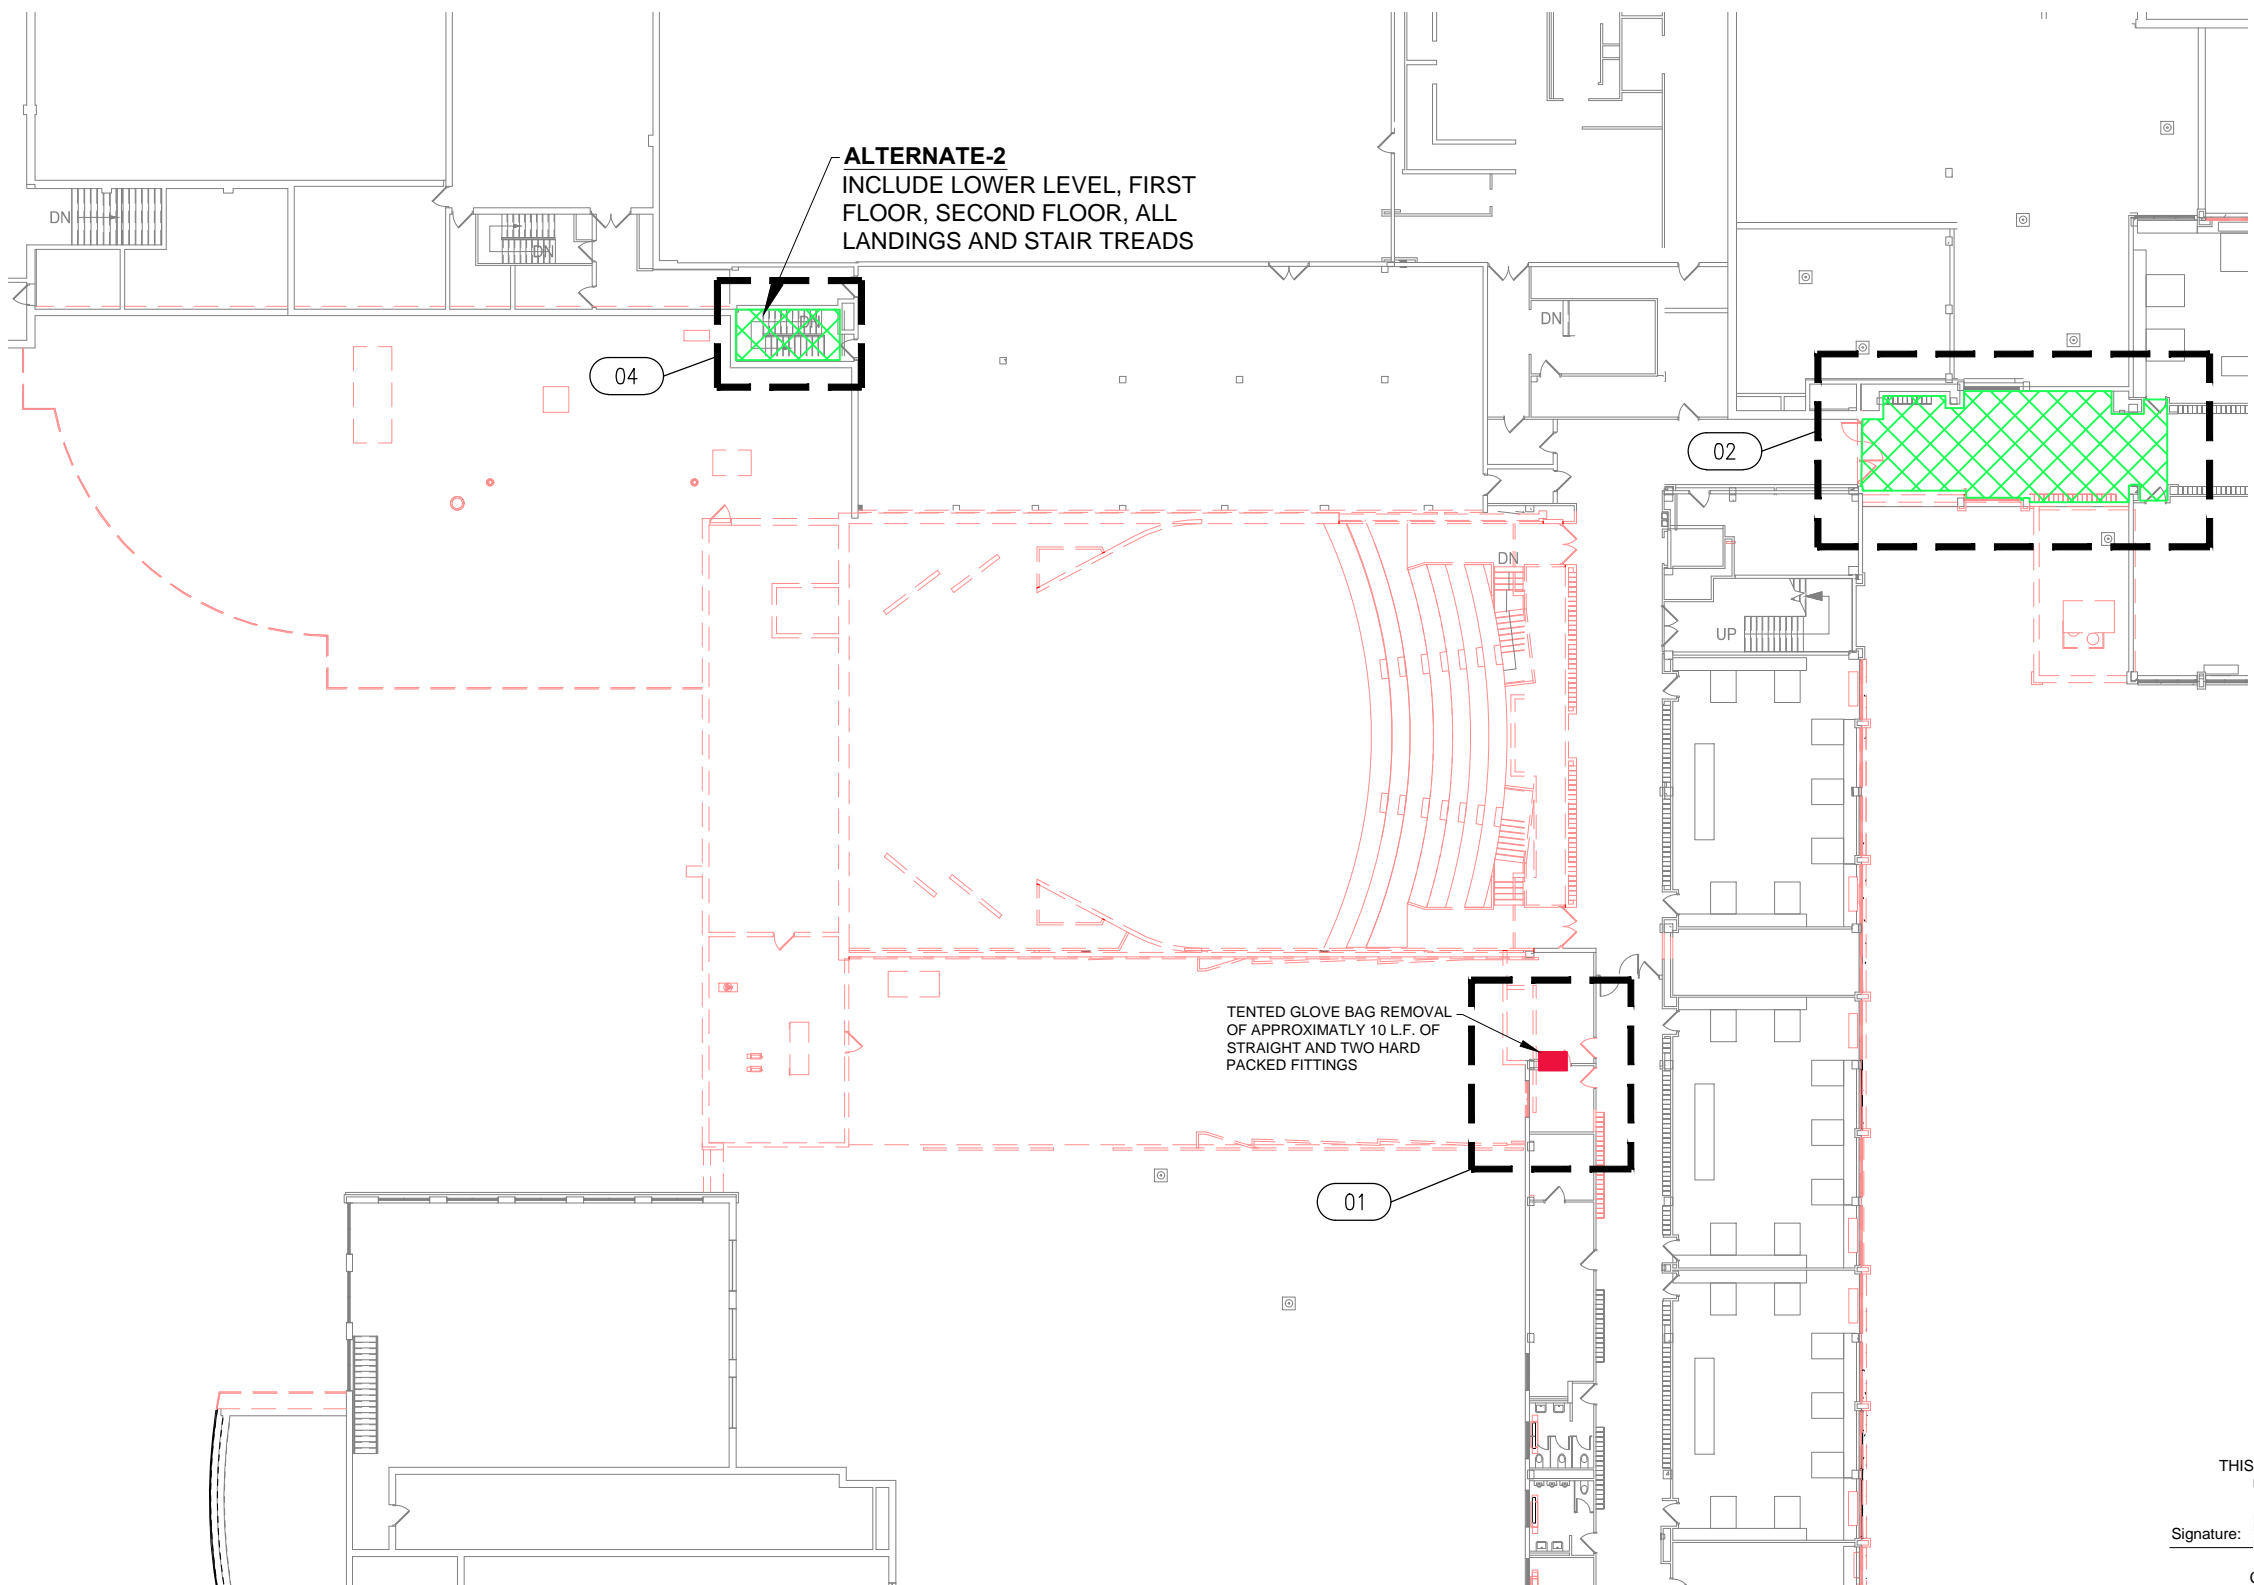 ALTERNATE-2
INCLUDE LOWER LEVEL, FIRST
FLOOR, SECOND FLOOR, ALL
LANDINGS AND STAIR TREADS
DN
DN
DN
DN
04
02
DN
UP
TENTED GLOVE BAG REMOVAL
OF APPROXIMATLY 10 L.F. OF
STRAIGHT AND TWO HARD
PACKED FITTINGS
01
THIS
Signature: